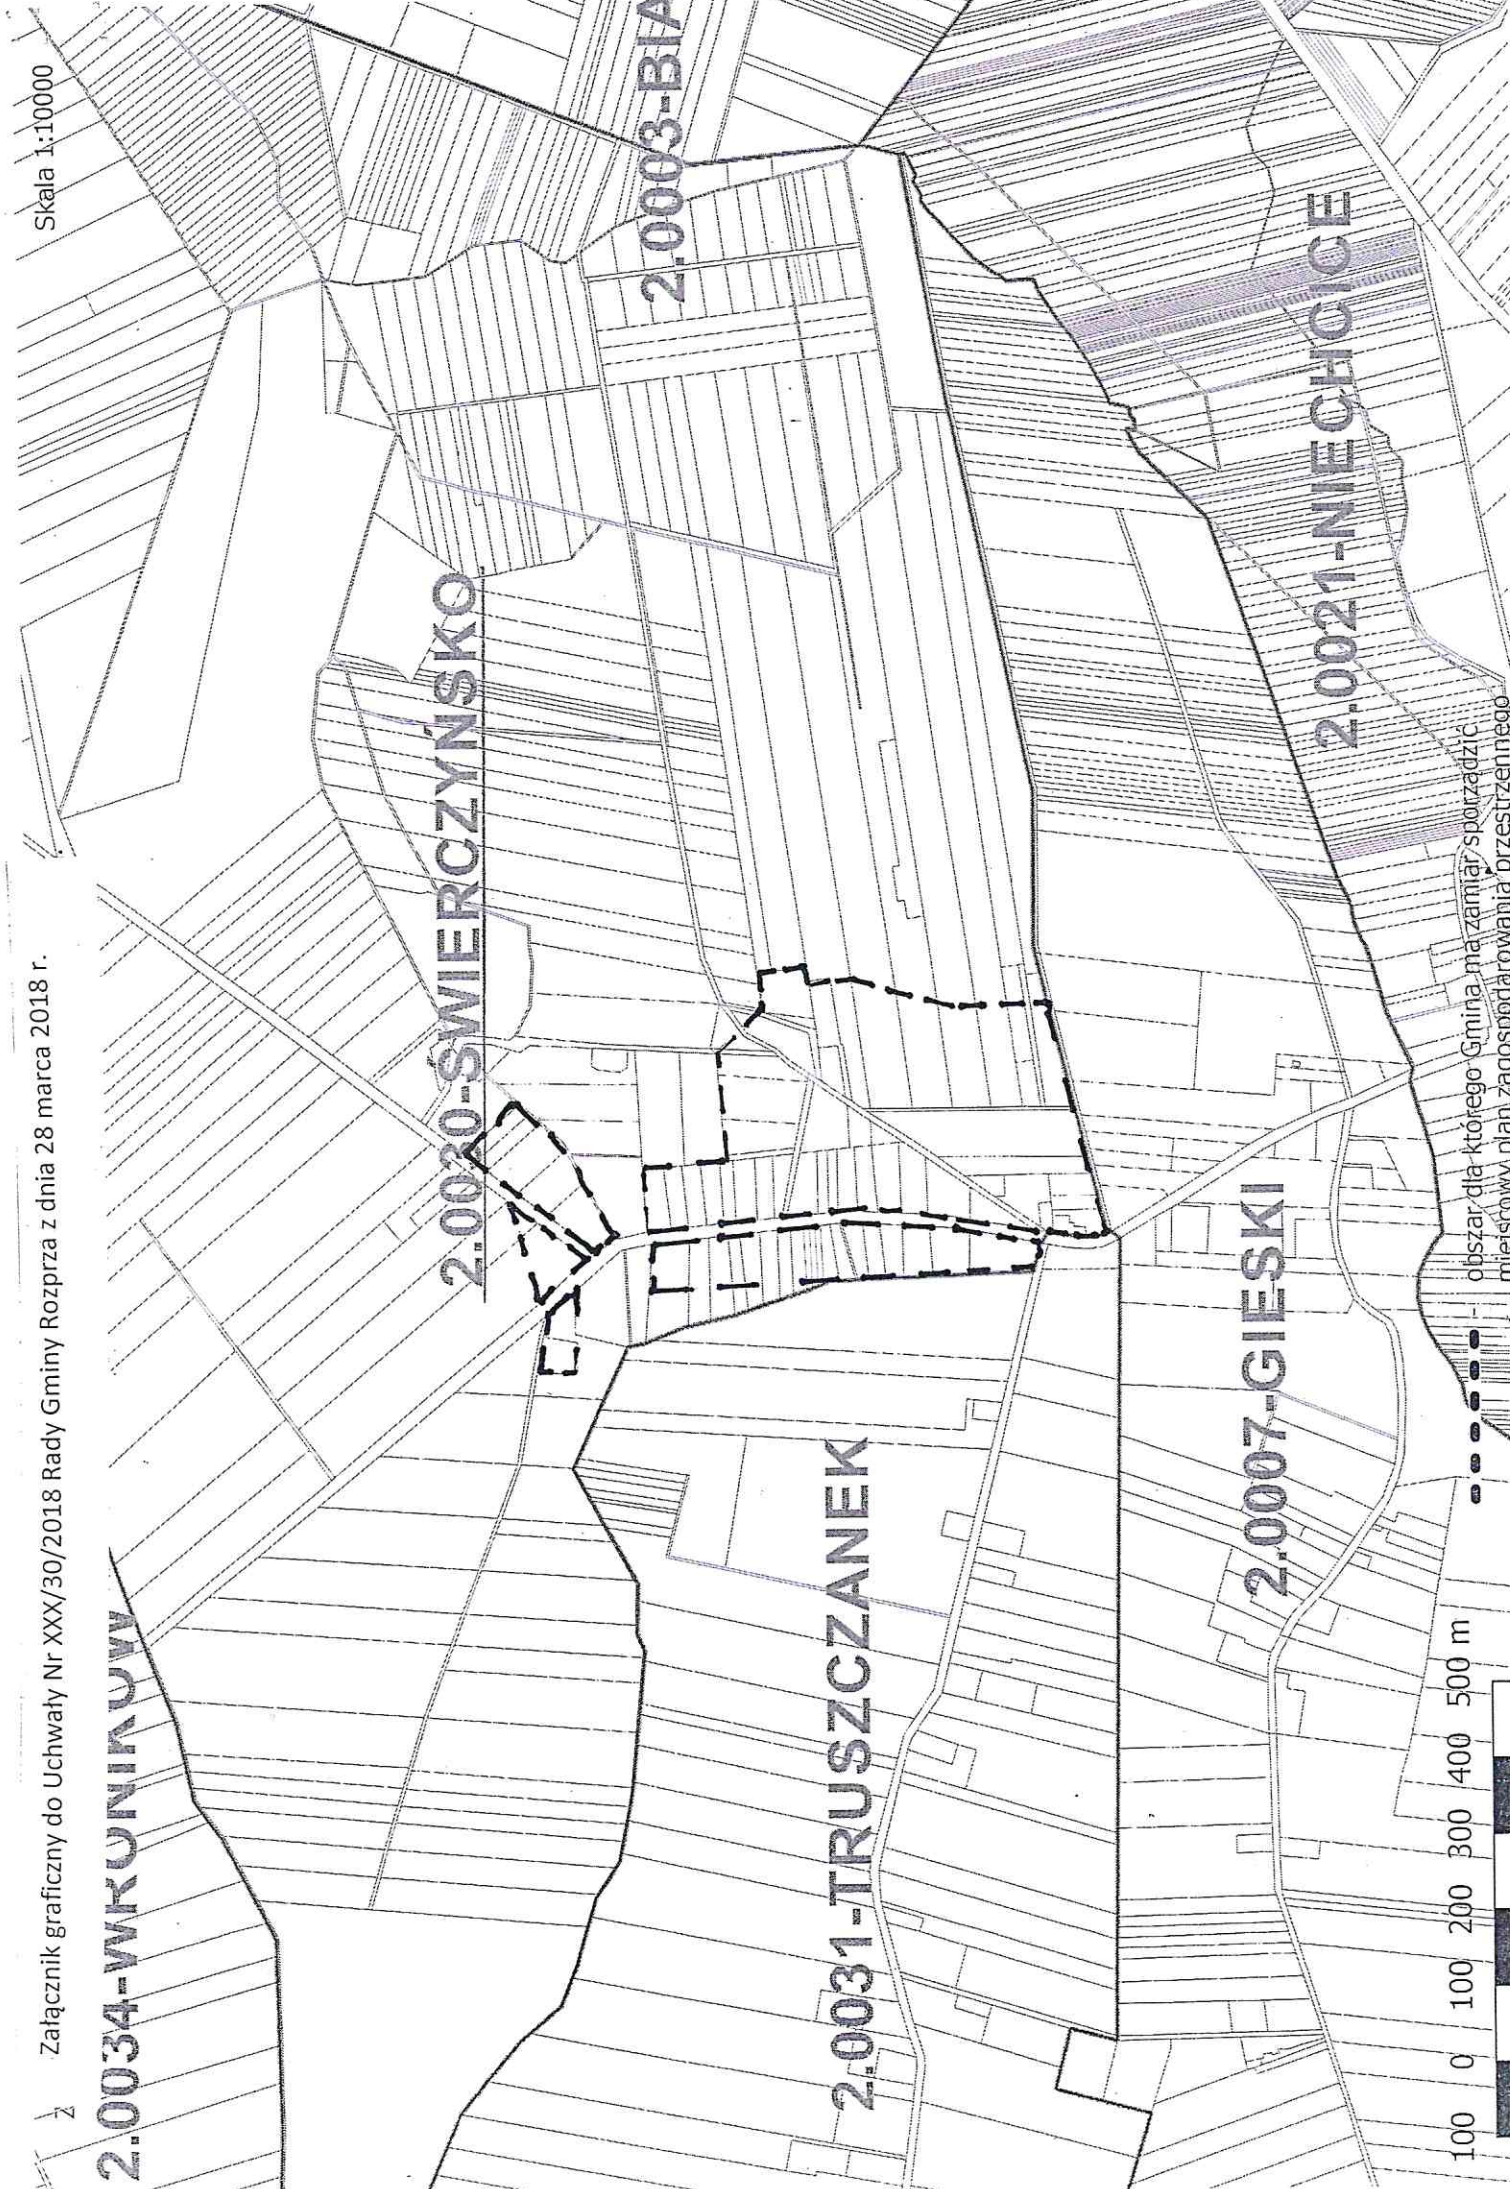 Z
Załącznik graficzny do Uchwały Nr XXX/30/2018 Rady Gminy Rozprza z dnia 28 marca 2018 r.
Skala 1:10000
2.0034-WRONIKÓW
2.0030-ŚWIERCZYŃSKO
2.0003-BIA
2.0031-TRUSZCZANEK
2.0007-GIESKI
2.0021-NIECHCICE
obszar dla którego Gmina ma zamiar sporządzić
miejscowy plan zagospodarowania przestrzennego
100 0 100 200 300 400 500 m